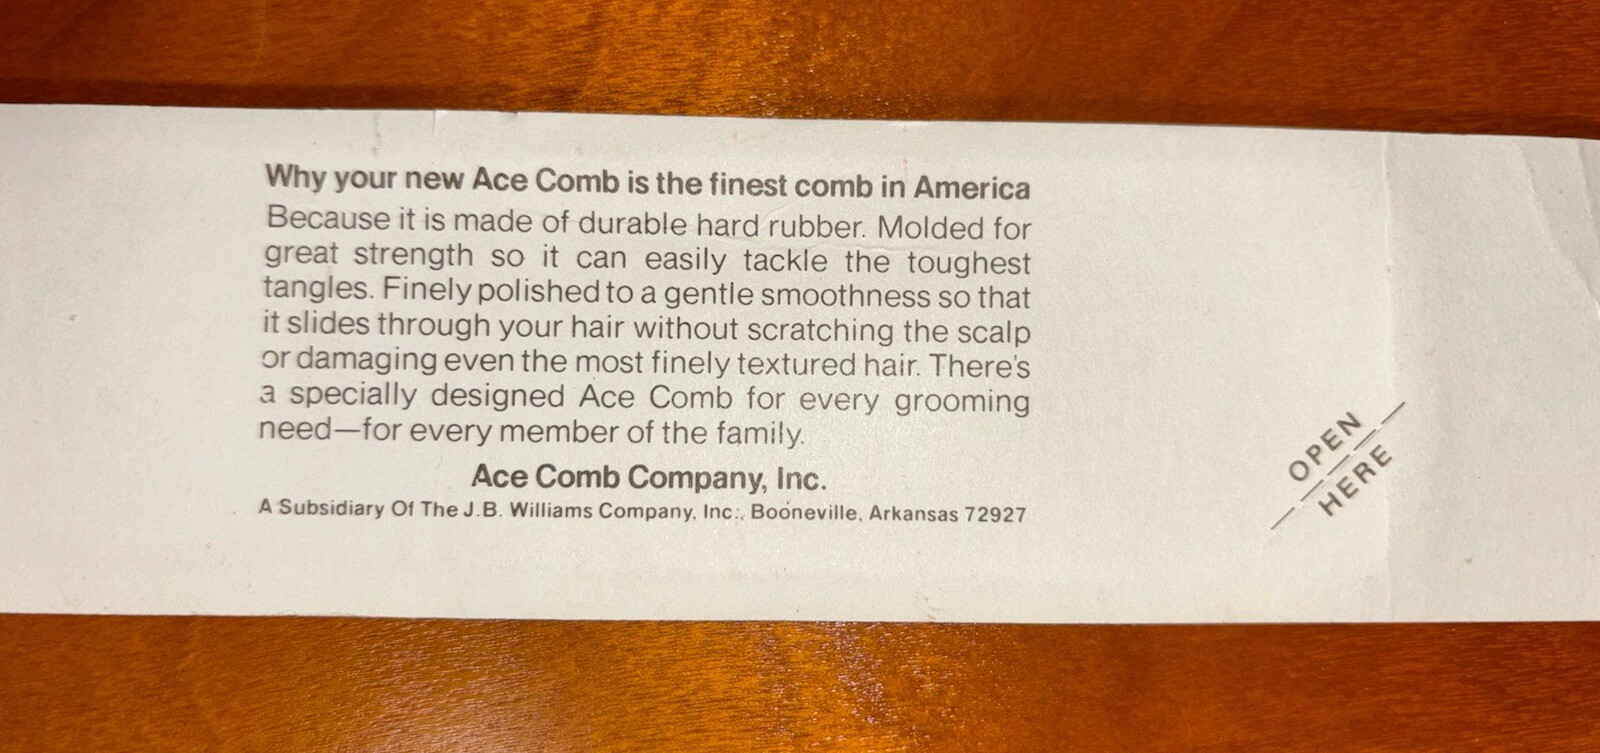 Why your new Ace Comb is the finest comb in America
Because it is made of durable hard rubber. Molded for
great strength so it can easily tackle the toughest
tangles. Finely polished to a gentle smoothness so that
it slides through your hair without scratching the scalp
or damaging even the most finely textured hair. There's
a specially designed Ace Comb for every grooming
need—for every member of the family.
Ace Comb Company, Inc.
A Subsidiary Of The J.B. Williams Company, Inc., Booneville, Arkansas 72927
OPEN
HERE